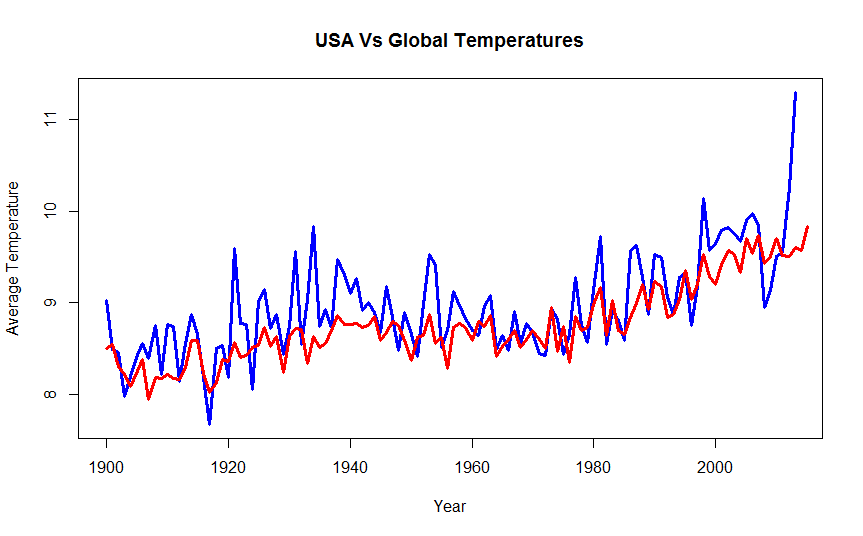 USA Vs Global Temperatures
Average Temperature
11
10
9
8
1900 1920 1940 1960 1980 2000
Year